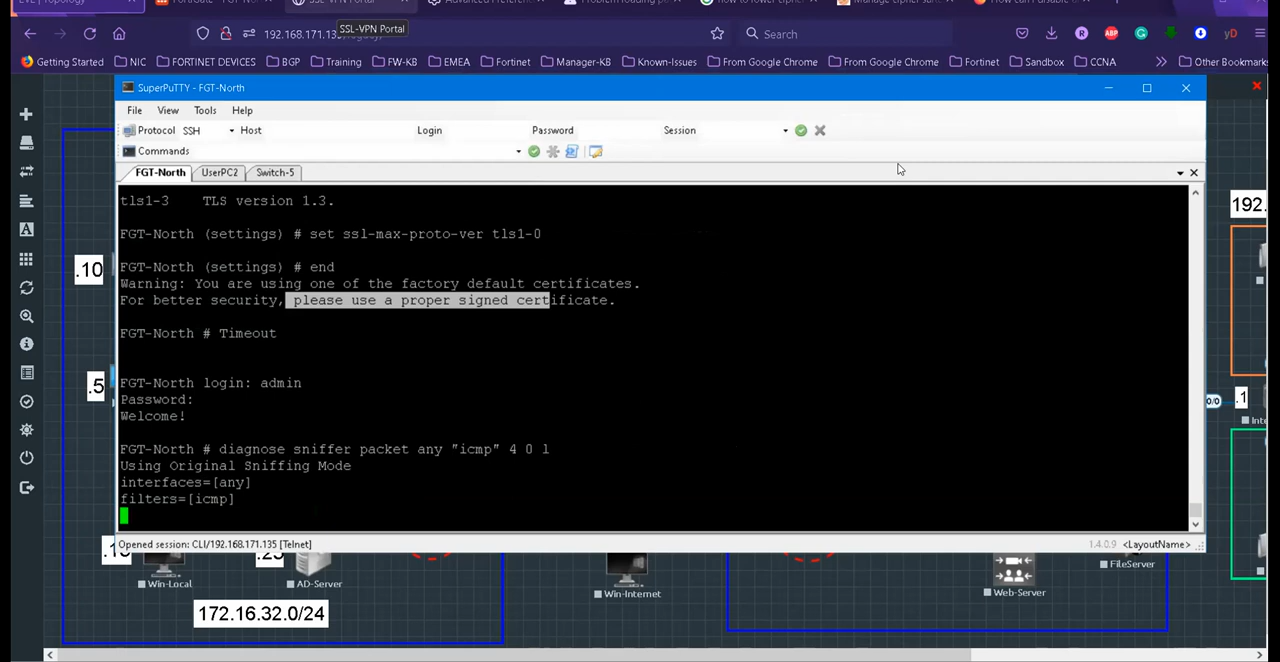 SSL-VPN Portal
SSL-VPN Portal
192.168.171.13
Search
Getting Started
NIC
FORTINET DEVICES
BGP
Training
FW-KB
EMEA
Fortinet
Manager-KB
Known-Issues
From Google Chrome
From Google Chrome
Fortinet
Sandbox
CCNA
Other Bookmarks
SuperPuTTY - FGT-North
File View Tools Help
Protocol SSH Host Login Password Session
Commands
FGT-North UserPC2 Switch-5
tls1-3 TLS version 1.3.
FGT-North (settings) # set ssl-max-proto-ver tls1-0
FGT-North (settings) # end
Warning: You are using one of the factory default certificates.
For better security, please use a proper signed certificate.
FGT-North # Timeout
FGT-North login: admin
Password:
Welcome!
FGT-North # diagnose sniffer packet any "icmp" 4 0 l
Using Original Sniffing Mode
interfaces=[any]
filters=[icmp]
Opened session: CLI/192.168.171.135 [Telnet]
1.4.0.9 <LayoutName>
.10
.5
192.
.1
0/0
Win-Local
AD-Server
Win-Internet
Web-Server
FileServer
172.16.32.0/24